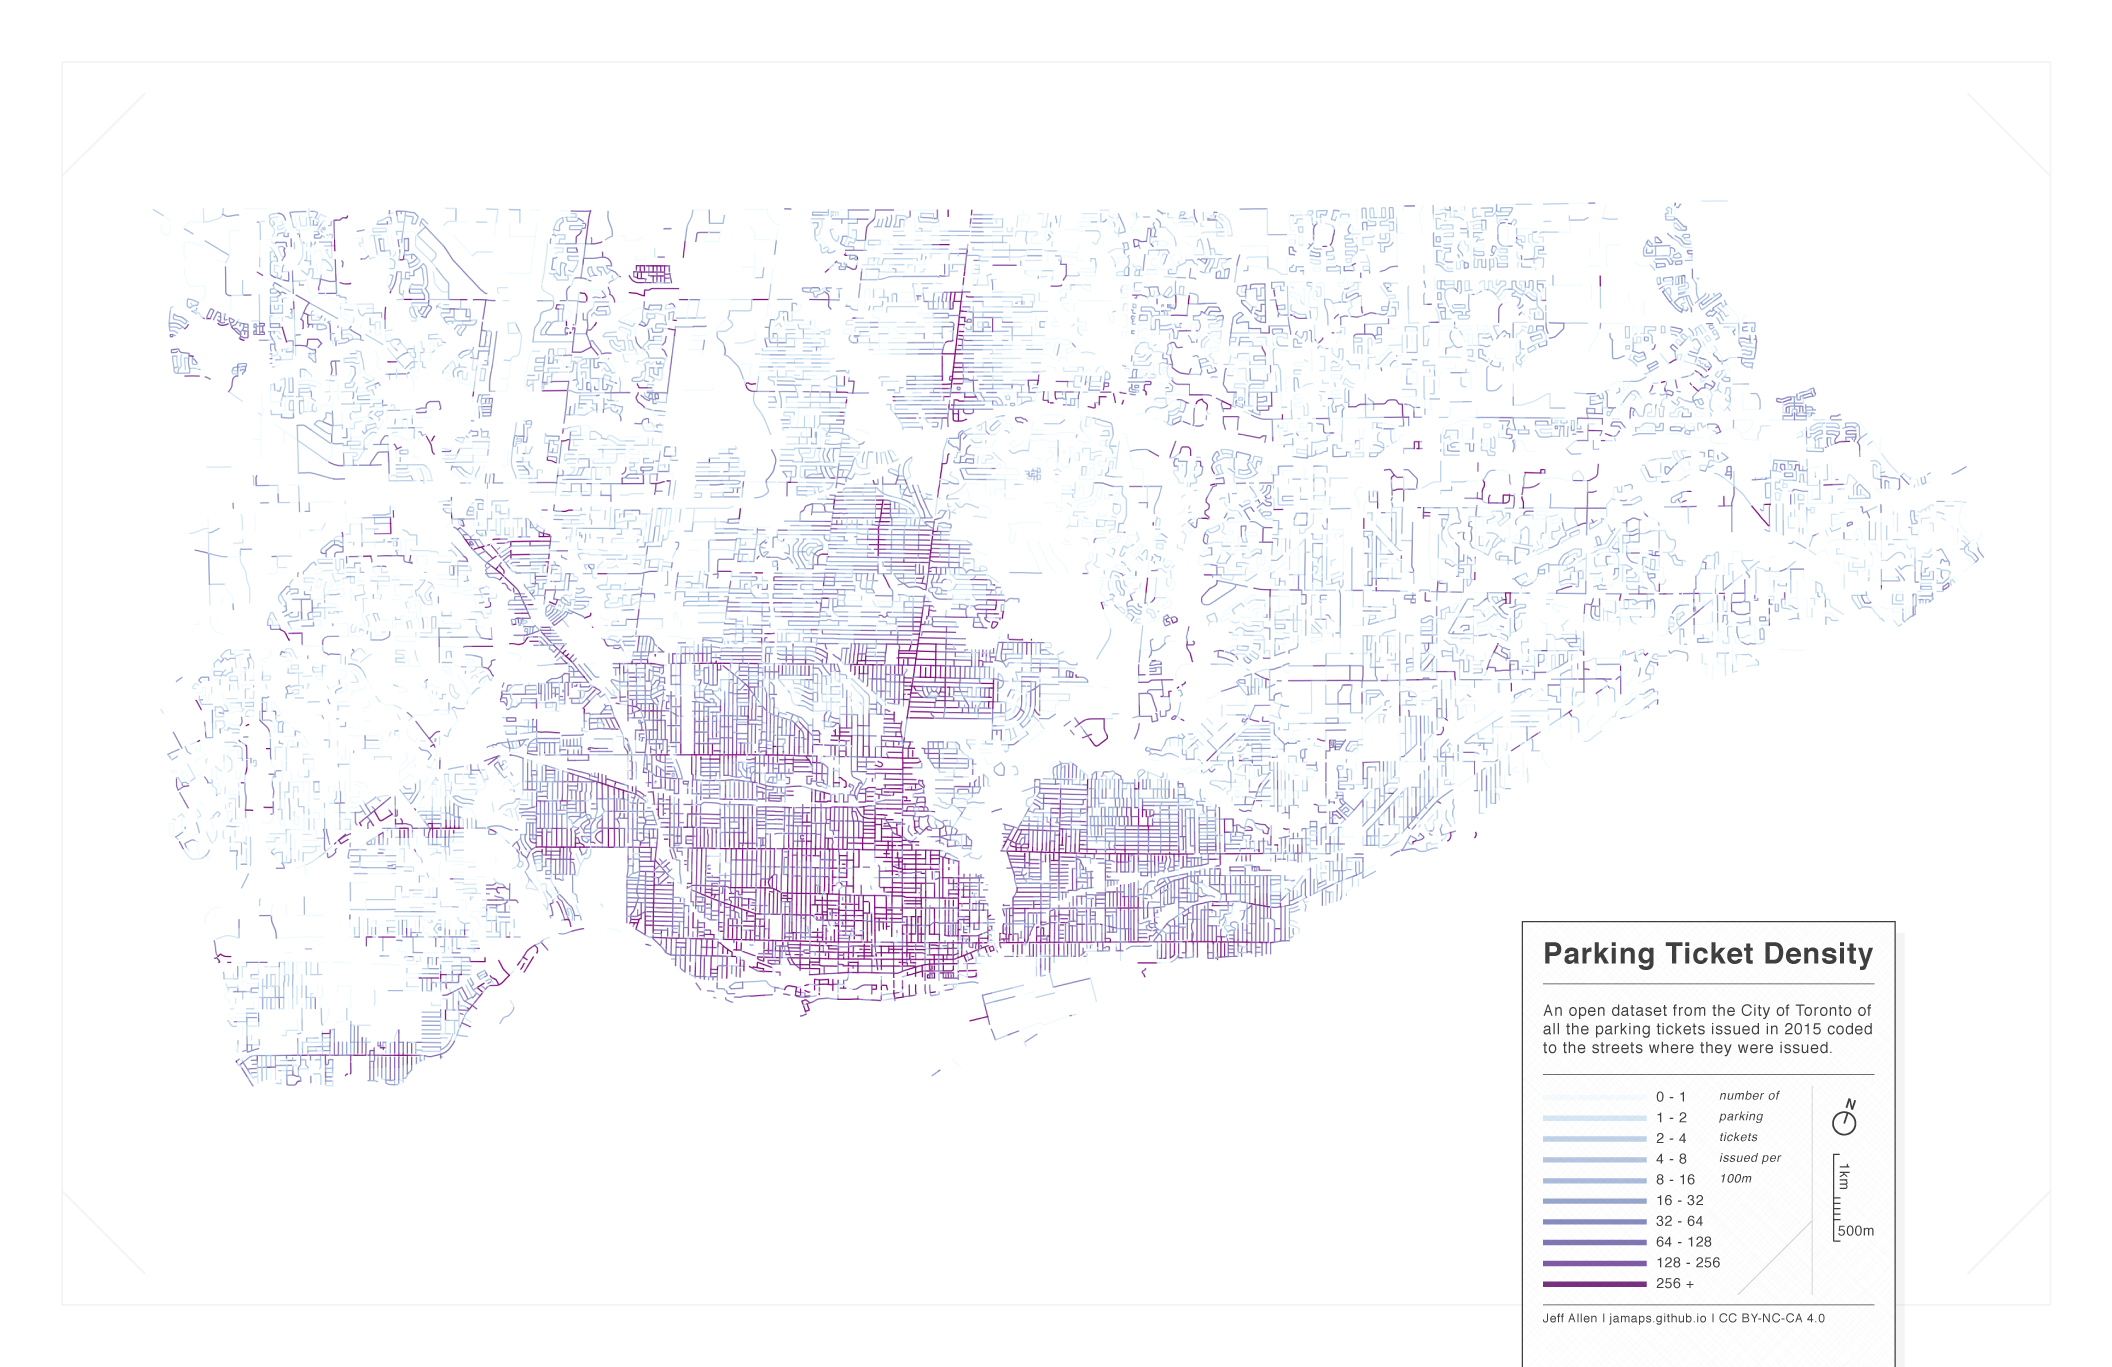 Parking Ticket Density
An open dataset from the City of Toronto of
all the parking tickets issued in 2015 coded
to the streets where they were issued.
0 - 1 number of
1 - 2 parking
2 - 4 tickets
4 - 8 issued per
8 - 16 100m
16 - 32
32 - 64
64 - 128
128 - 256
256 +
N
1km
500m
Jeff Allen I jamaps.github.io I CC BY-NC-CA 4.0